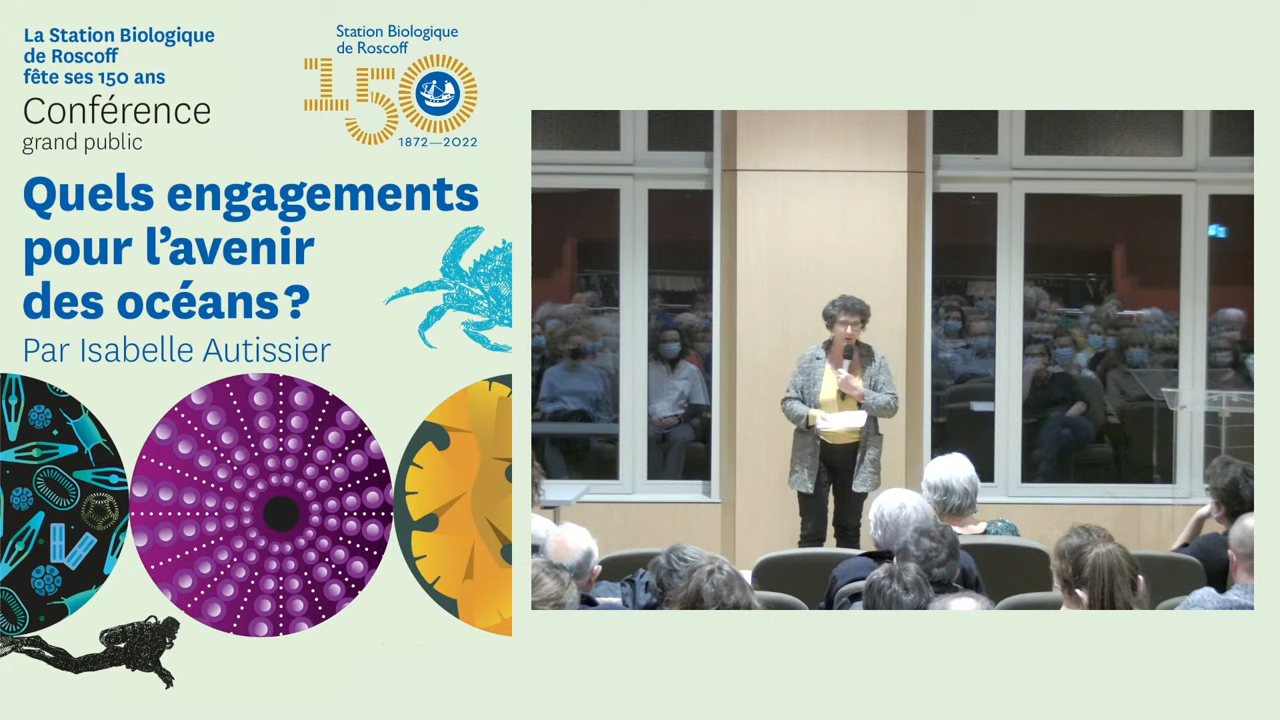 La Station Biologique
de Roscoff
fête ses 150 ans
Conférence
grand public
Station Biologique
de Roscoff
150
1872—2022
Quels engagements
pour l’avenir
des océans?
Par Isabelle Autissier